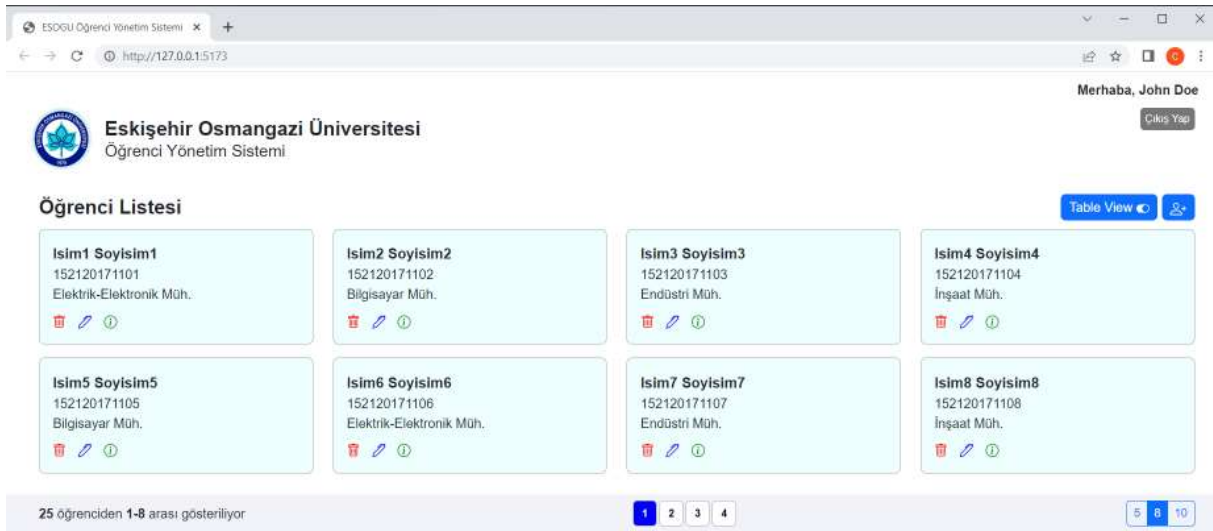 ESOGU Öğrenci Yönetim Sistemi
http://127.0.0.1:5173
C
Merhaba, John Doe
Çıkış Yap
Eskişehir Osmangazi Üniversitesi
Öğrenci Yönetim Sistemi
Öğrenci Listesi
Table View
Isim1 Soyisim1
152120171101
Elektrik-Elektronik Müh.
Isim2 Soyisim2
152120171102
Bilgisayar Müh.
Isim3 Soyisim3
152120171103
Endüstri Müh.
Isim4 Soyisim4
152120171104
İnşaat Müh.
Isim5 Soyisim5
152120171105
Bilgisayar Müh.
Isim6 Soyisim6
152120171106
Elektrik-Elektronik Müh.
Isim7 Soyisim7
152120171107
Endüstri Müh.
Isim8 Soyisim8
152120171108
İnşaat Müh.
25 öğrenciden 1-8 arası gösteriliyor
1 2 3 4
5 8 10